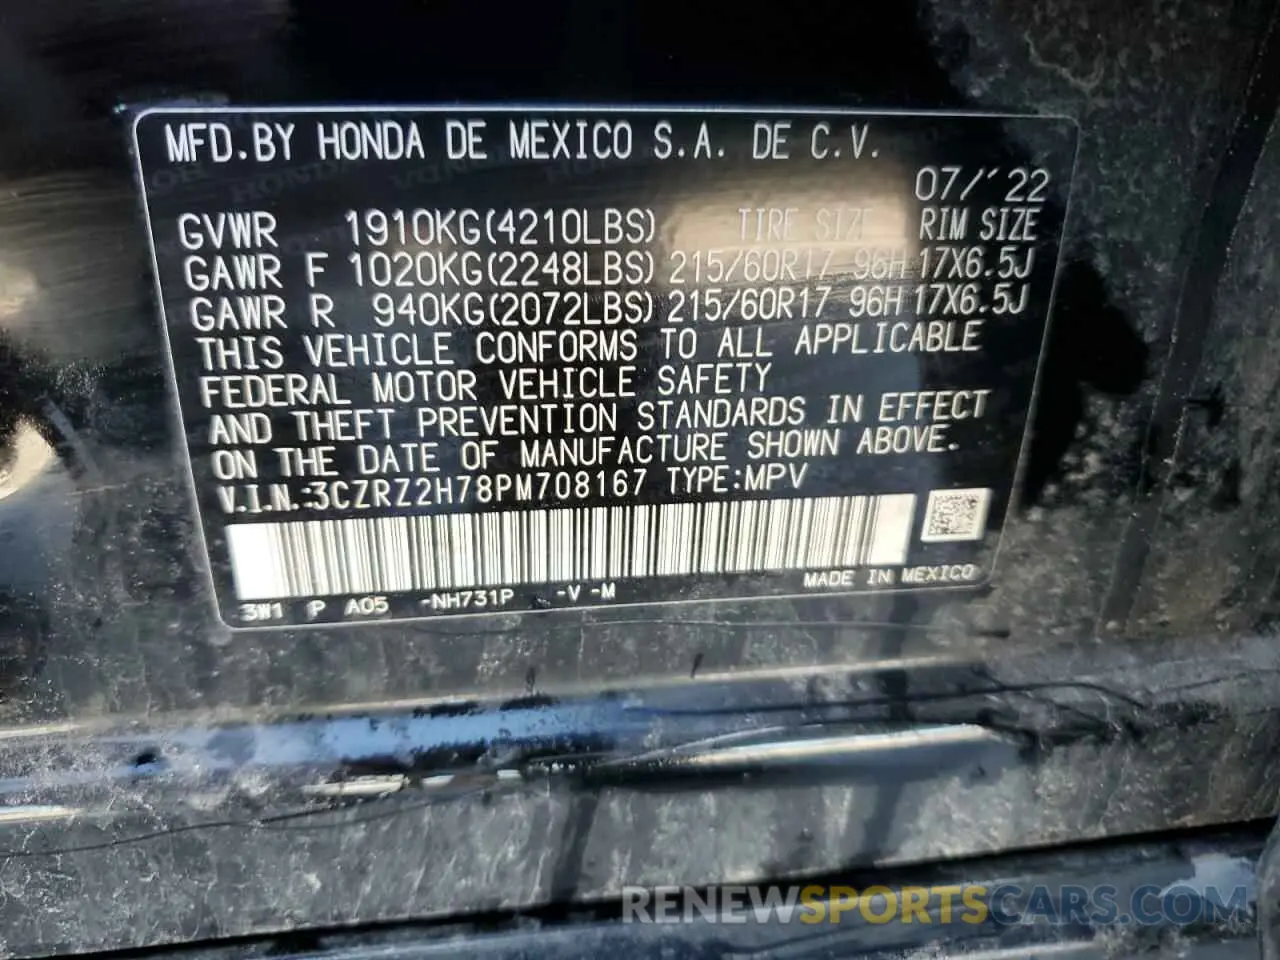 MFD.BY HONDA DE MEXICO S.A. DE C.V.
07/'22
GVWR 1910KG(4210LBS) TIRE SIZE RIM SIZE
GAWR F 1020KG(2248LBS) 215/60R17 96H 17X6.5J
GAWR R 940KG(2072LBS) 215/60R17 96H 17X6.5J
THIS VEHICLE CONFORMS TO ALL APPLICABLE
FEDERAL MOTOR VEHICLE SAFETY
AND THEFT PREVENTION STANDARDS IN EFFECT
ON THE DATE OF MANUFACTURE SHOWN ABOVE.
V.I.N.:3CZRZ2H78PM708167 TYPE:MPV
MADE IN MEXICO
3W1 P A05 -NH731P -V -M
RENEWSPORTSCARS.COM